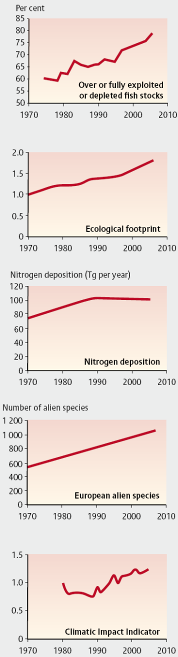 Per cent
85
80
75
70
65
60
55
50
Over or fully exploited
or depleted fish stocks
1970 1980 1990 2000 2010
2.0
1.5
1.0
0.5
0
Ecological footprint
1970 1980 1990 2000 2010
Nitrogen deposition (Tg per year)
120
100
80
60
40
20
0
Nitrogen deposition
1970 1980 1990 2000 2010
Number of alien species
1 400
1 200
1 000
800
600
400
200
0
European alien species
1970 1980 1990 2000 2010
1.5
1.0
0.5
0
Climatic Impact Indicator
1970 1980 1990 2000 2010